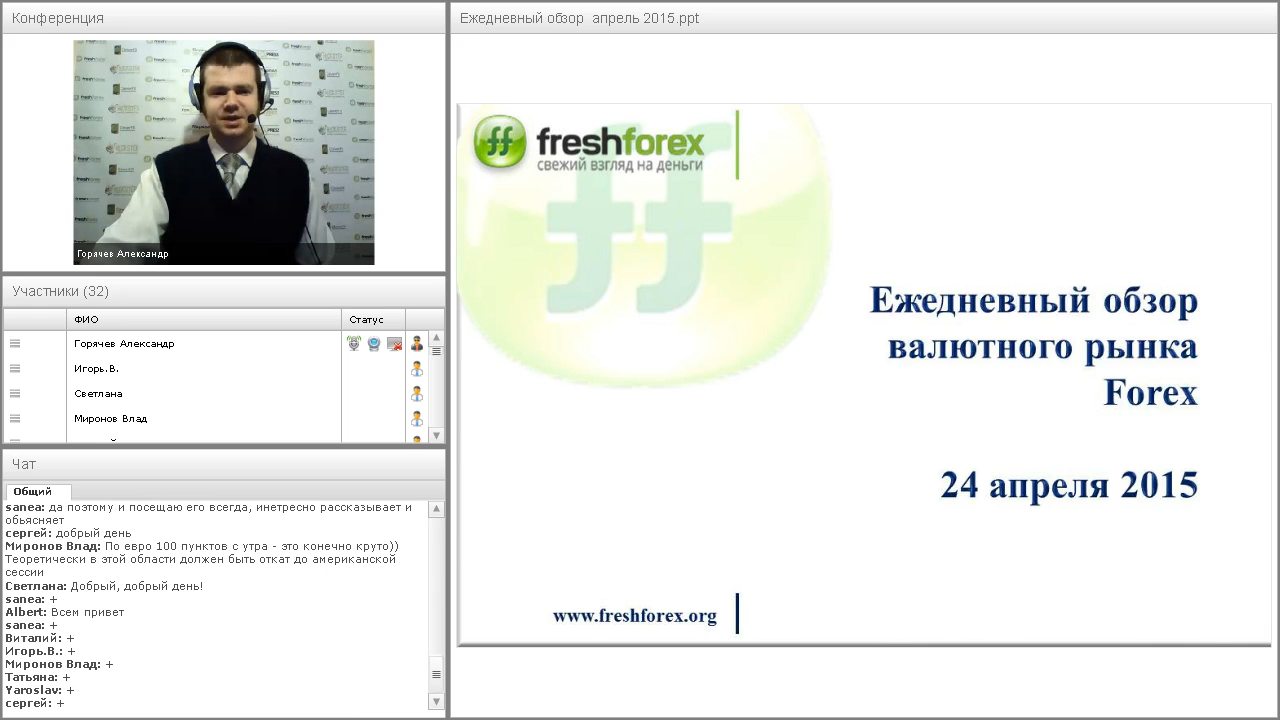 Конференция
Горячев Александр
Участники (32)
ФИО
Статус
Горячев Александр
Игорь.В.
Светлана
Миронов Влад
Чат
Общий
sanea: да поэтому и посещаю его всегда, инетресно рассказывает и
обьясняет
сергей: добрый день
Миронов Влад: По евро 100 пунктов с утра - это конечно круто))
Теоретически в этой области должен быть откат до американской
сессии
Светлана: Добрый, добрый день!
sanea: +
Albert: Всем привет
sanea: +
Виталий: +
Игорь.В.: +
Миронов Влад: +
Татьяна: +
Yaroslav: +
сергей: +
Ежедневный обзор апрель 2015.ppt
ff freshforex
свежий взгляд на деньги
Ежедневный обзор
валютного рынка
Forex
24 апреля 2015
www.freshforex.org